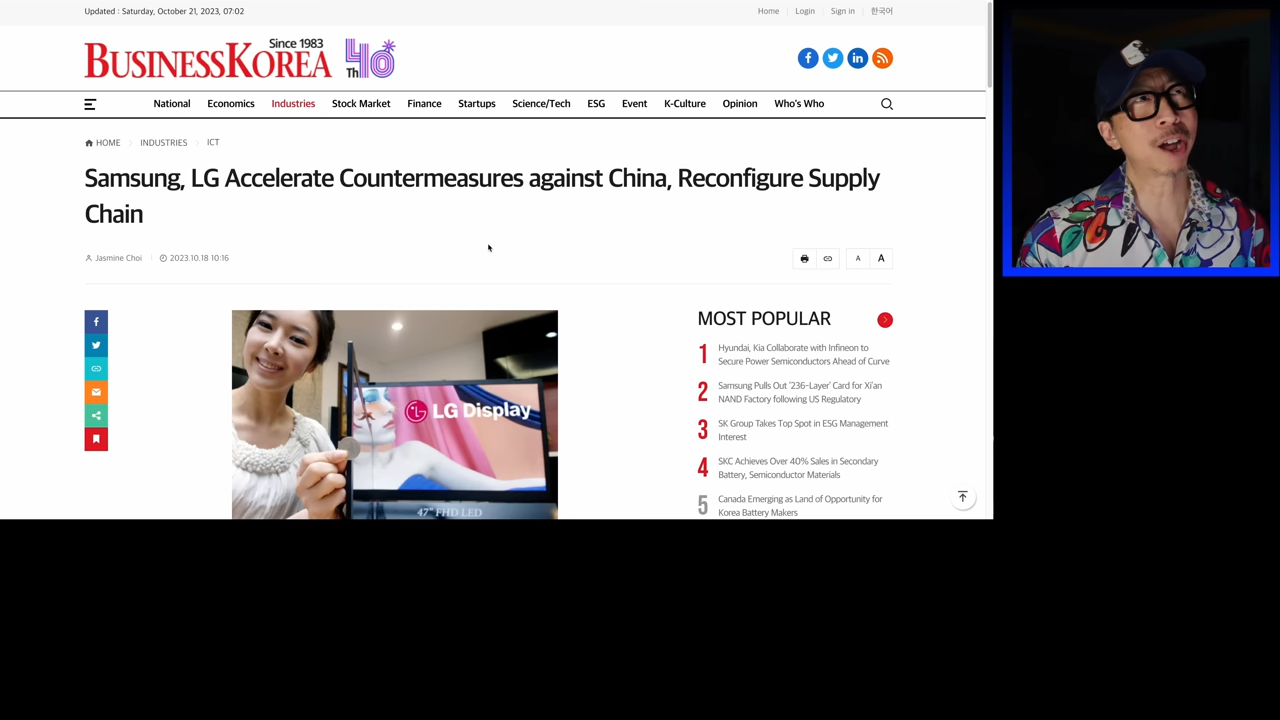 Updated : Saturday, October 21, 2023, 07:02
Home Login Sign in 한국어
BUSINESSKOREA Since 1983 40Th
National Economics Industries Stock Market Finance Startups Science/Tech ESG Event K-Culture Opinion Who's Who
HOME INDUSTRIES ICT
Samsung, LG Accelerate Countermeasures against China, Reconfigure Supply
Chain
Jasmine Choi 2023.10.18 10:16
A A
LG Display
47" FHD LED
MOST POPULAR
1 Hyundai, Kia Collaborate with Infineon to
Secure Power Semiconductors Ahead of Curve
2 Samsung Pulls Out '236-Layer' Card for Xi'an
NAND Factory following US Regulatory
3 SK Group Takes Top Spot in ESG Management
Interest
4 SKC Achieves Over 40% Sales in Secondary
Battery, Semiconductor Materials
5 Canada Emerging as Land of Opportunity for
Korea Battery Makers